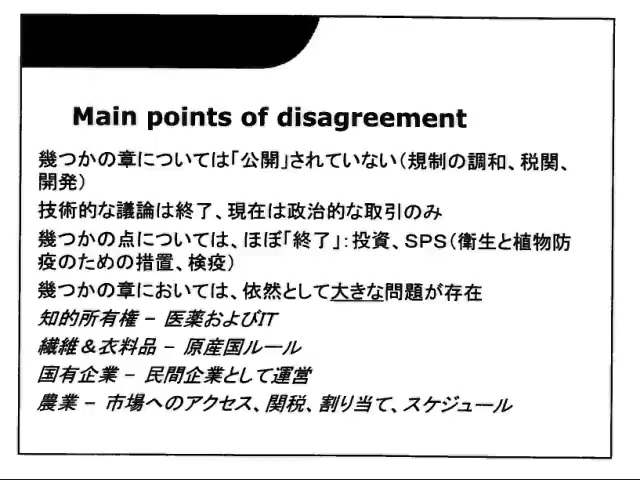 Main points of disagreement
幾つかの章については「公開」されていない（規制の調和、税関、
開発）
技術的な議論は終了、現在は政治的な取引のみ
幾つかの点については、ほぼ「終了」：投資、SPS（衛生と植物防
疫のための措置、検疫）
幾つかの章においては、依然として大きな問題が存在
知的所有権 － 医薬およびIT
繊維＆衣料品 － 原産国ルール
国有企業 － 民間企業として運営
農業 － 市場へのアクセス、関税、割り当て、スケジュール